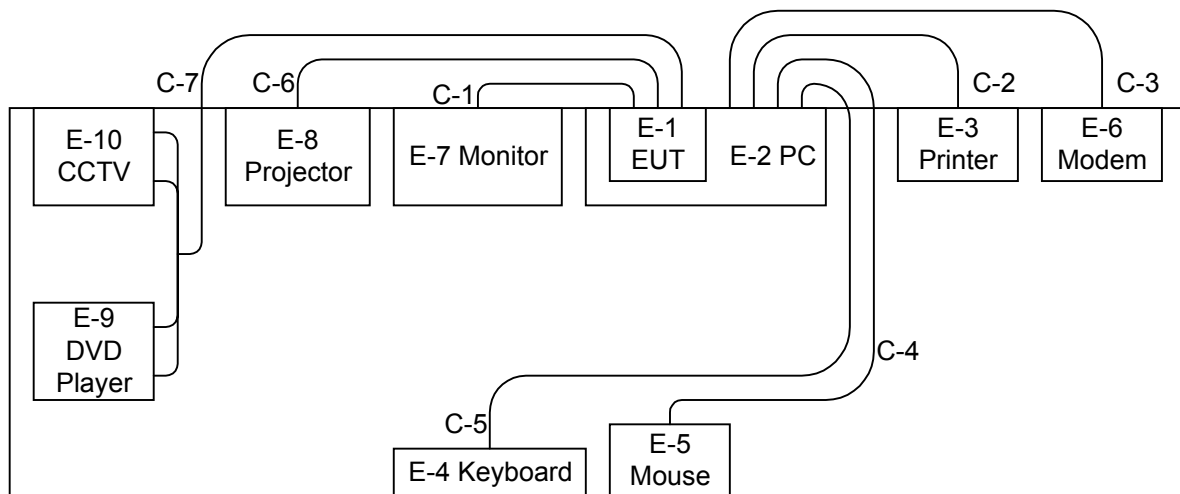 C-7
C-6
C-1
C-2
C-3
E-10
CCTV
E-8
Projector
E-7 Monitor
E-1
EUT
E-2 PC
E-3
Printer
E-6
Modem
E-9
DVD
Player
C-4
C-5
E-4 Keyboard
E-5
Mouse